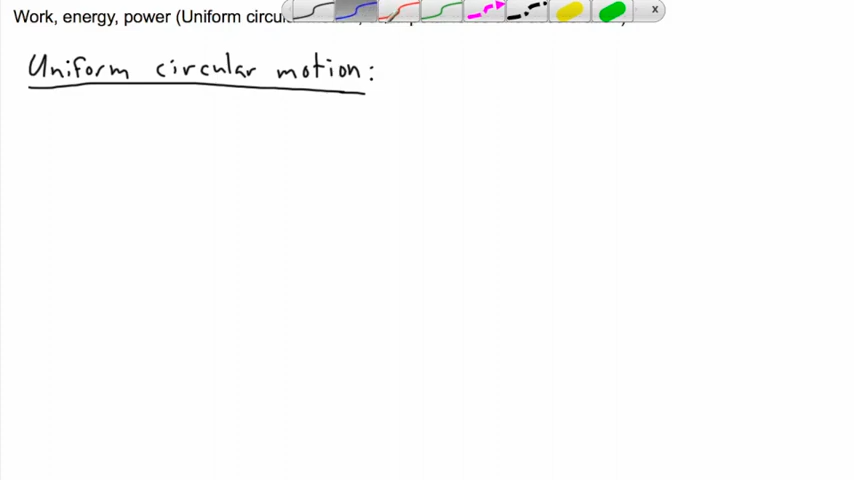 Work, energy, power (Uniform circu
x
Uniform circular motion: